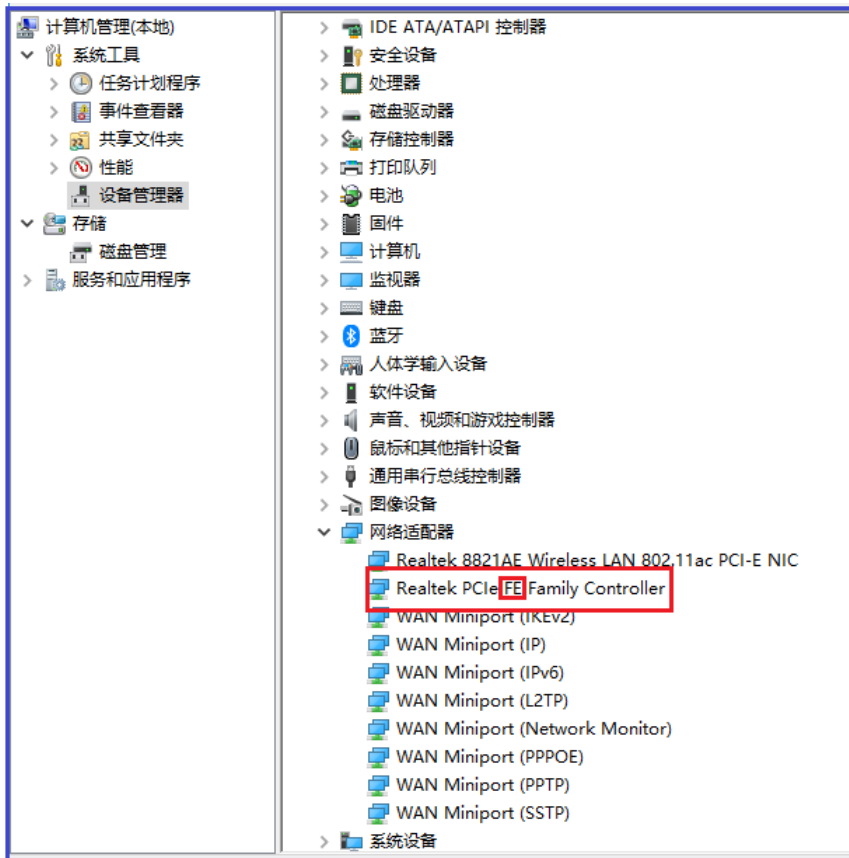 计算机管理(本地)
系统工具
任务计划程序
事件查看器
共享文件夹
性能
设备管理器
存储
磁盘管理
服务和应用程序
IDE ATA/ATAPI 控制器
安全设备
处理器
磁盘驱动器
存储控制器
打印队列
电池
固件
计算机
监视器
键盘
蓝牙
人体学输入设备
软件设备
声音、视频和游戏控制器
鼠标和其他指针设备
通用串行总线控制器
图像设备
网络适配器
Realtek 8821AE Wireless LAN 802.11ac PCI-E NIC
Realtek PCIe FE Family Controller
WAN Miniport (IKEv2)
WAN Miniport (IP)
WAN Miniport (IPv6)
WAN Miniport (L2TP)
WAN Miniport (Network Monitor)
WAN Miniport (PPPOE)
WAN Miniport (PPTP)
WAN Miniport (SSTP)
系统设备